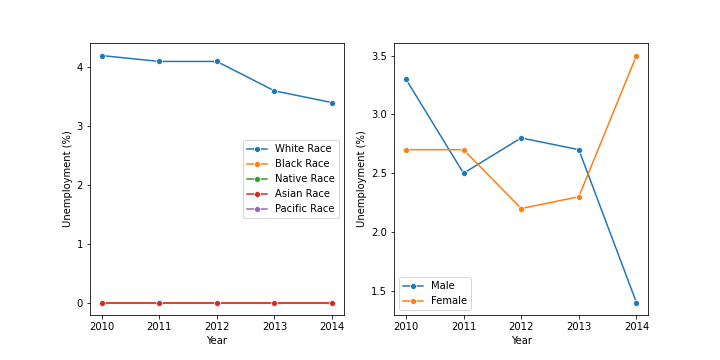 Unemployment (%)
4
3
2
1
0
2010 2011 2012 2013 2014
Year
White Race
Black Race
Native Race
Asian Race
Pacific Race
Unemployment (%)
3.5
3.0
2.5
2.0
1.5
2010 2011 2012 2013 2014
Year
Male
Female